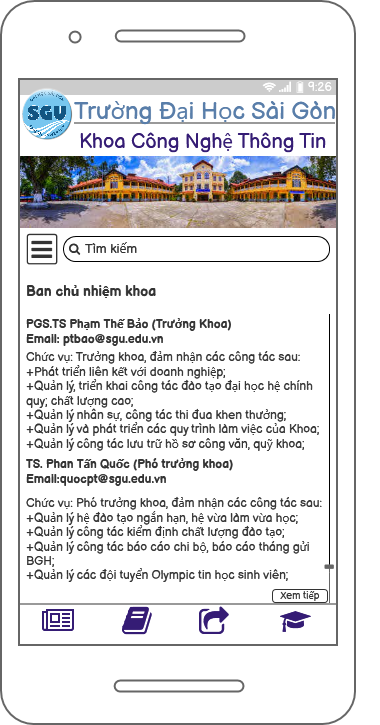 9:26
SGU
Trường Đại Học Sài Gòn
Khoa Công Nghệ Thông Tin
Tìm kiếm
Ban chủ nhiệm khoa
PGS.TS Phạm Thế Bảo (Trưởng Khoa)
Email: ptbao@sgu.edu.vn
Chức vụ: Trưởng khoa, đảm nhận các công tác sau:
+Phát triển liên kết với doanh nghiệp;
+Quản lý, triển khai công tác đào tạo đại học hệ chính
quy; chất lượng cao;
+Quản lý nhân sự, công tác thi đua khen thưởng;
+Quản lý và phát triển các quy trình làm việc của Khoa;
+Quản lý công tác lưu trữ hồ sơ công văn, quỹ khoa;
TS. Phan Tấn Quốc (Phó trưởng khoa)
Email:quocpt@sgu.edu.vn
Chức vụ: Phó trưởng khoa, đảm nhận các công tác sau:
+Quản lý hệ đào tạo ngắn hạn, hệ vừa làm vừa học;
+Quản lý công tác kiểm định chất lượng đào tạo;
+Quản lý công tác báo cáo chi bộ, báo cáo tháng gửi
BGH;
+Quản lý các đội tuyển Olympic tin học sinh viên;
Xem tiếp